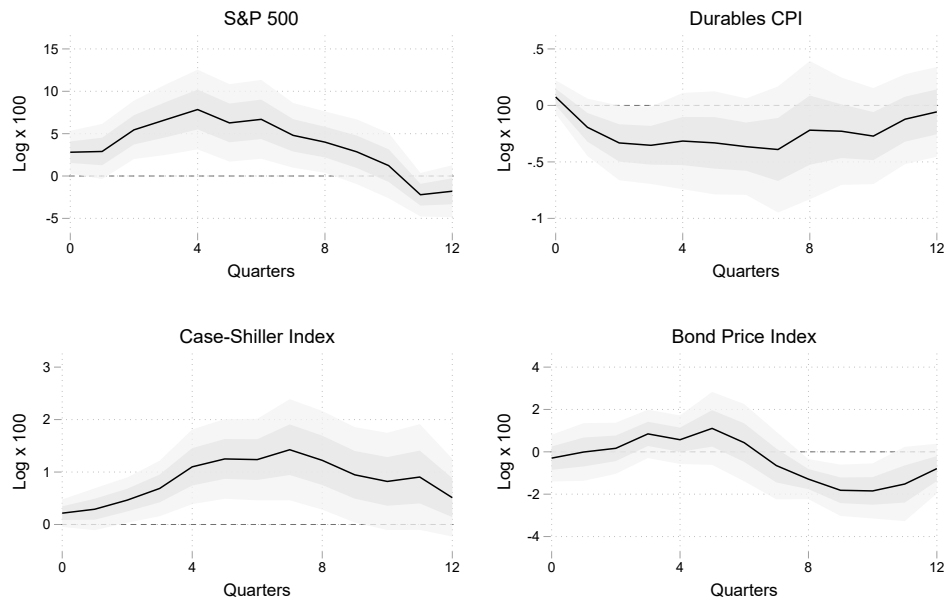 S&P 500
Log x 100
15
10
5
0
-5
0 4 8 12
Quarters
Durables CPI
Log x 100
.5
0
-.5
-1
0 4 8 12
Quarters
Case-Shiller Index
Log x 100
3
2
1
0
0 4 8 12
Quarters
Bond Price Index
Log x 100
4
2
0
-2
-4
0 4 8 12
Quarters